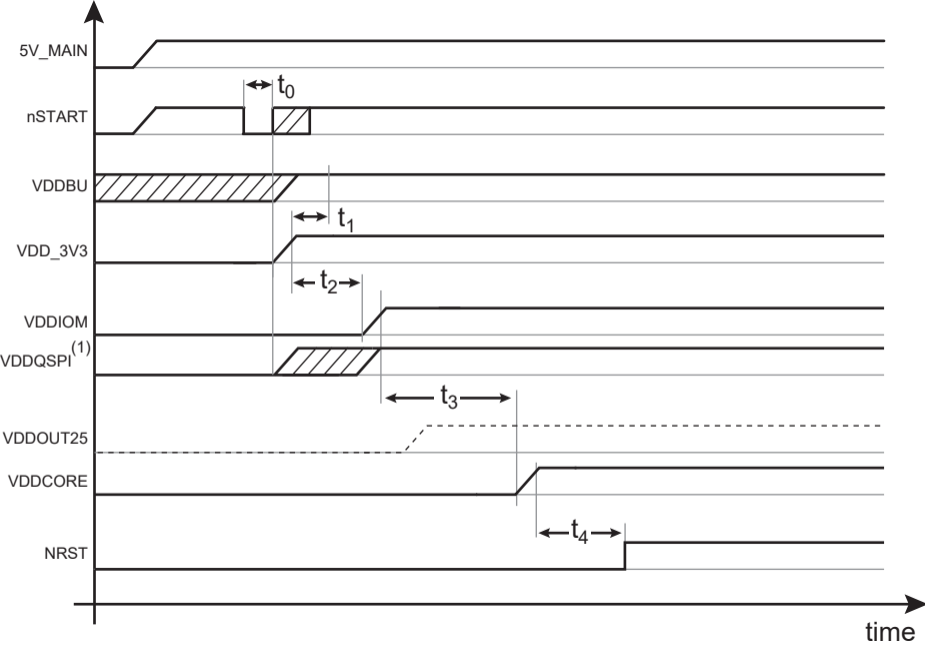 5V_MAIN
t0
nSTART
VDDBU
t1
VDD_3V3
t2
VDDIOM
VDDQSPI(1)
t3
VDDOUT25
VDDCORE
t4
NRST
time